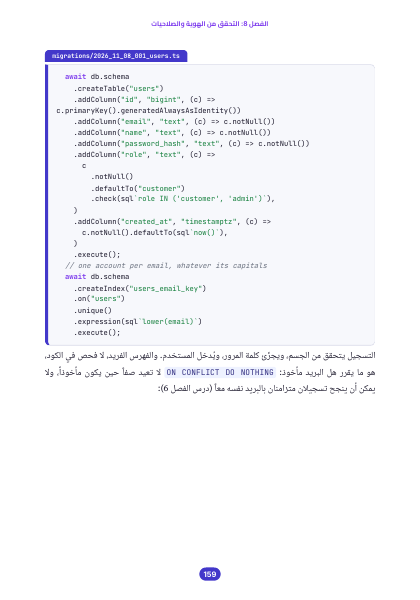 الفصل 8: التحقق من الهوية والصلاحيات
migrations/2026_11_08_001_users.ts
await db.schema
.createTable("users")
.addColumn("id", "bigint", (c) =>
c.primaryKey().generatedAlwaysAsIdentity())
.addColumn("email", "text", (c) => c.notNull())
.addColumn("name", "text", (c) => c.notNull())
.addColumn("password_hash", "text", (c) => c.notNull())
.addColumn("role", "text", (c) =>
c
.notNull()
.defaultTo("customer")
.check(sql`role IN ('customer', 'admin')`),
)
.addColumn("created_at", "timestamptz", (c) =>
c.notNull().defaultTo(sql`now()`),
)
.execute();
// one account per email, whatever its capitals
await db.schema
.createIndex("users_email_key")
.on("users")
.unique()
.expression(sql`lower(email)`)
.execute();
التسجيل يتحقق من الجسم، ويجزّئ كلمة المرور، ويُدخل المستخدم. والفهرس الفريد، لا فحص في الكود،
هو ما يقرر هل البريد مأخوذ: ON CONFLICT DO NOTHING لا تعيد صفاً حين يكون مأخوذاً، ولا
يمكن أن ينجح تسجيلان متزامنان بالبريد نفسه معاً (درس الفصل 6):
159